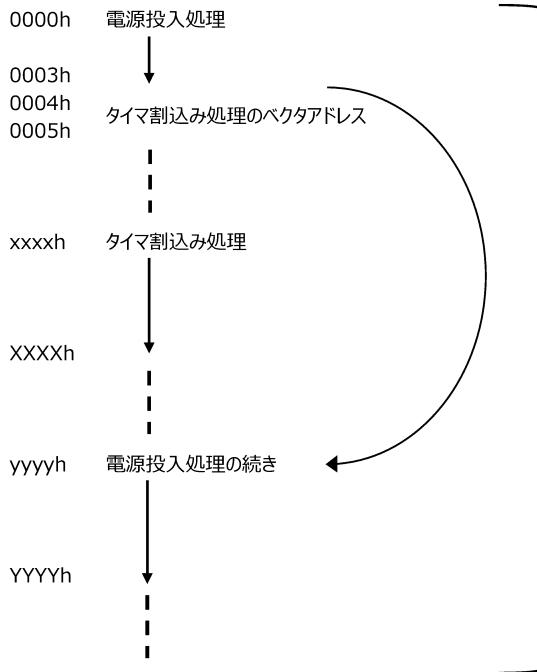 0000h 電源投入処理
0003h
0004h
タイマ割込み処理のベクタアドレス
0005h
xxxxh タイマ割込み処理
XXXXh
yyyyh 電源投入処理の続き
YYYYh